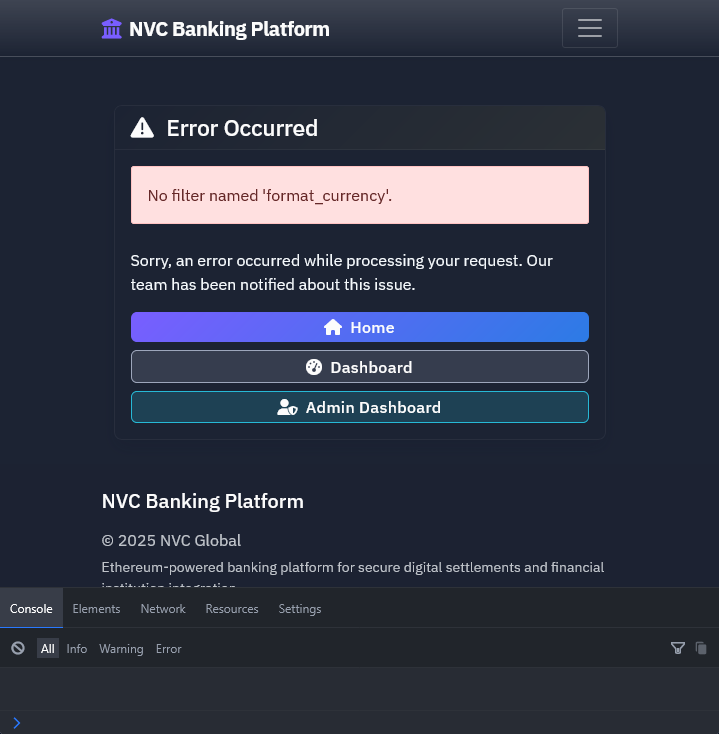 NVC Banking Platform
Error Occurred
No filter named 'format_currency'.
Sorry, an error occurred while processing your request. Our
team has been notified about this issue.
Home
Dashboard
Admin Dashboard
NVC Banking Platform
© 2025 NVC Global
Ethereum-powered banking platform for secure digital settlements and financial
institution integration
Console Elements Network Resources Settings
All Info Warning Error